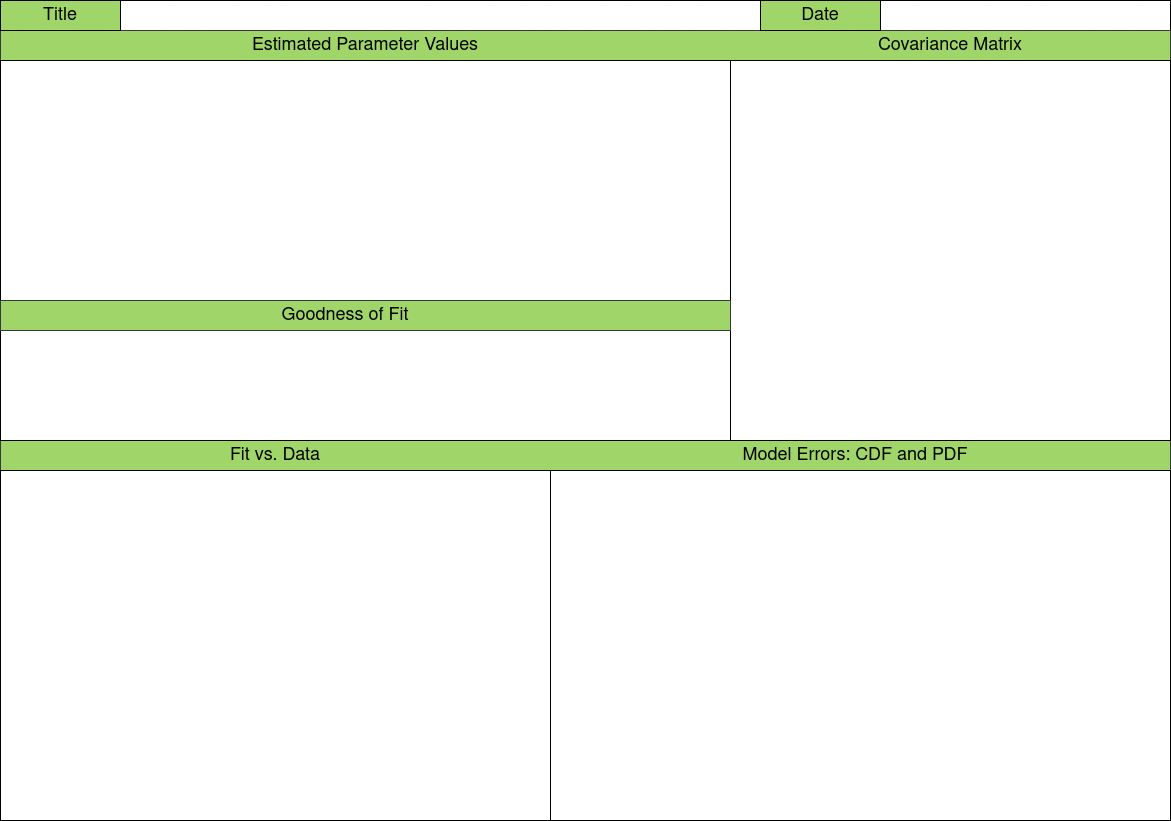 Title
Date
Estimated Parameter Values
Covariance Matrix
Goodness of Fit
Fit vs. Data
Model Errors: CDF and PDF